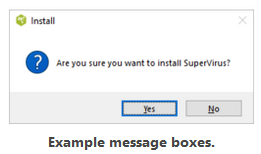 Install
Are you sure you want to install SuperVirus?
Yes
No
Example message boxes.